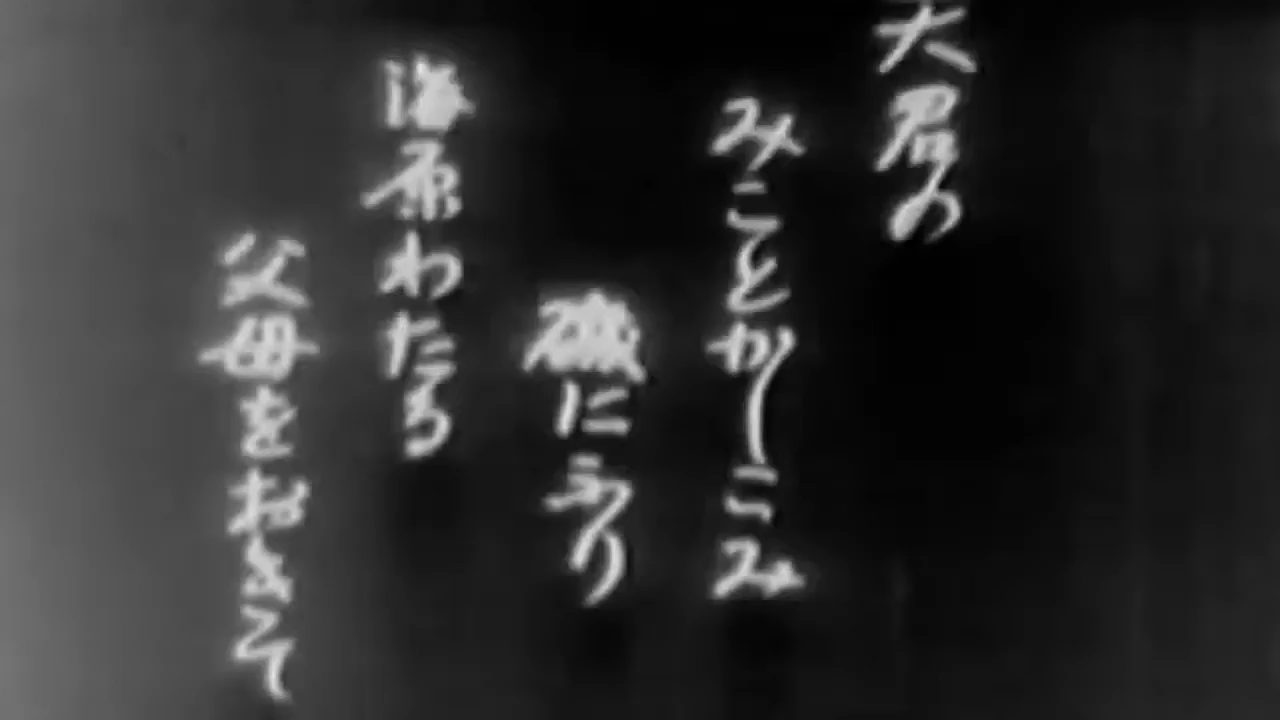 大君の
みことかしこみ
磯にふり
海原わたる
父母をおきて